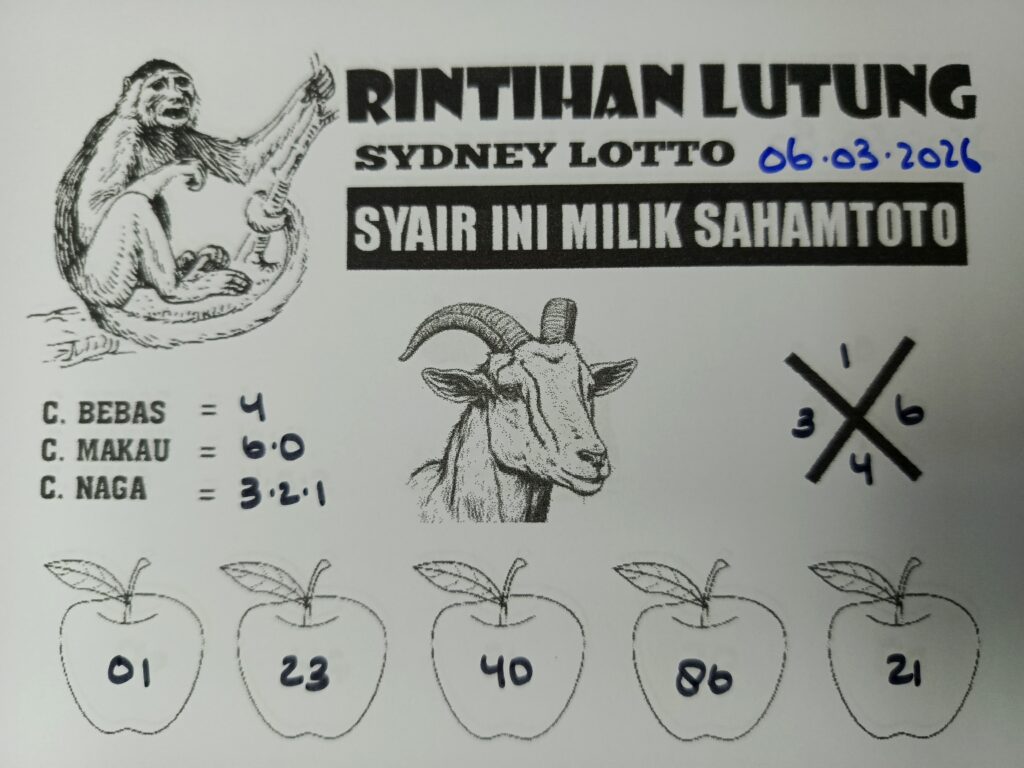 RINTIHAN LUTUNG
SYDNEY LOTTO 06.03.2026
SYAIR INI MILIK SAHAMTOTO
C. BEBAS = 4
C. MAKAU = 6.0
C. NAGA = 3.2.1
1
3 6
4
01 23 40 86 21